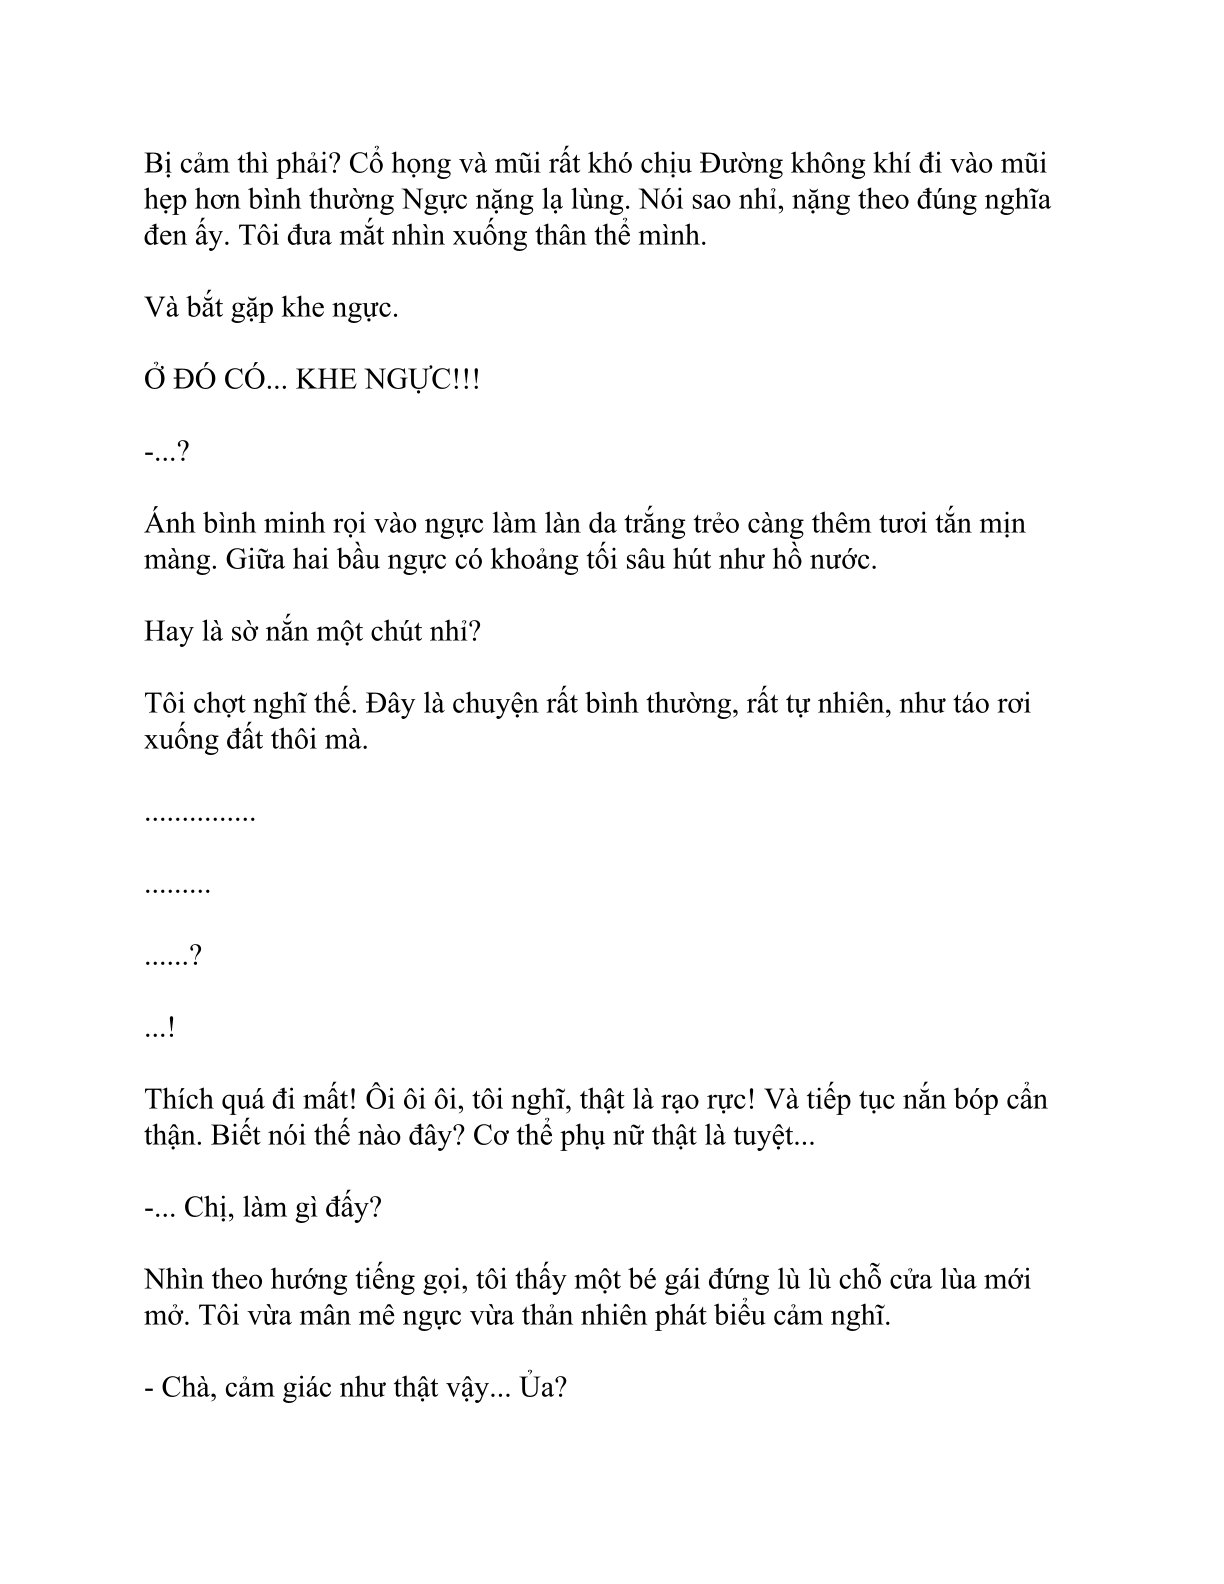 Bị cảm thì phải? Cổ họng và mũi rất khó chịu Đường không khí đi vào mũi
hẹp hơn bình thường Ngực nặng lạ lùng. Nói sao nhỉ, nặng theo đúng nghĩa
đen ấy. Tôi đưa mắt nhìn xuống thân thể mình.
Và bắt gặp khe ngực.
Ở ĐÓ CÓ... KHE NGỰC!!!
-...?
Ánh bình minh rọi vào ngực làm làn da trắng trẻo càng thêm tươi tắn mịn
màng. Giữa hai bầu ngực có khoảng tối sâu hút như hồ nước.
Hay là sờ nắn một chút nhỉ?
Tôi chợt nghĩ thế. Đây là chuyện rất bình thường, rất tự nhiên, như táo rơi
xuống đất thôi mà.
...............
.........
......?
...!
Thích quá đi mất! Ôi ôi ôi, tôi nghĩ, thật là rạo rực! Và tiếp tục nắn bóp cẩn
thận. Biết nói thế nào đây? Cơ thể phụ nữ thật là tuyệt...
-... Chị, làm gì đấy?
Nhìn theo hướng tiếng gọi, tôi thấy một bé gái đứng lù lù chỗ cửa lùa mới
mở. Tôi vừa mân mê ngực vừa thản nhiên phát biểu cảm nghĩ.
- Chà, cảm giác như thật vậy... Ủa?